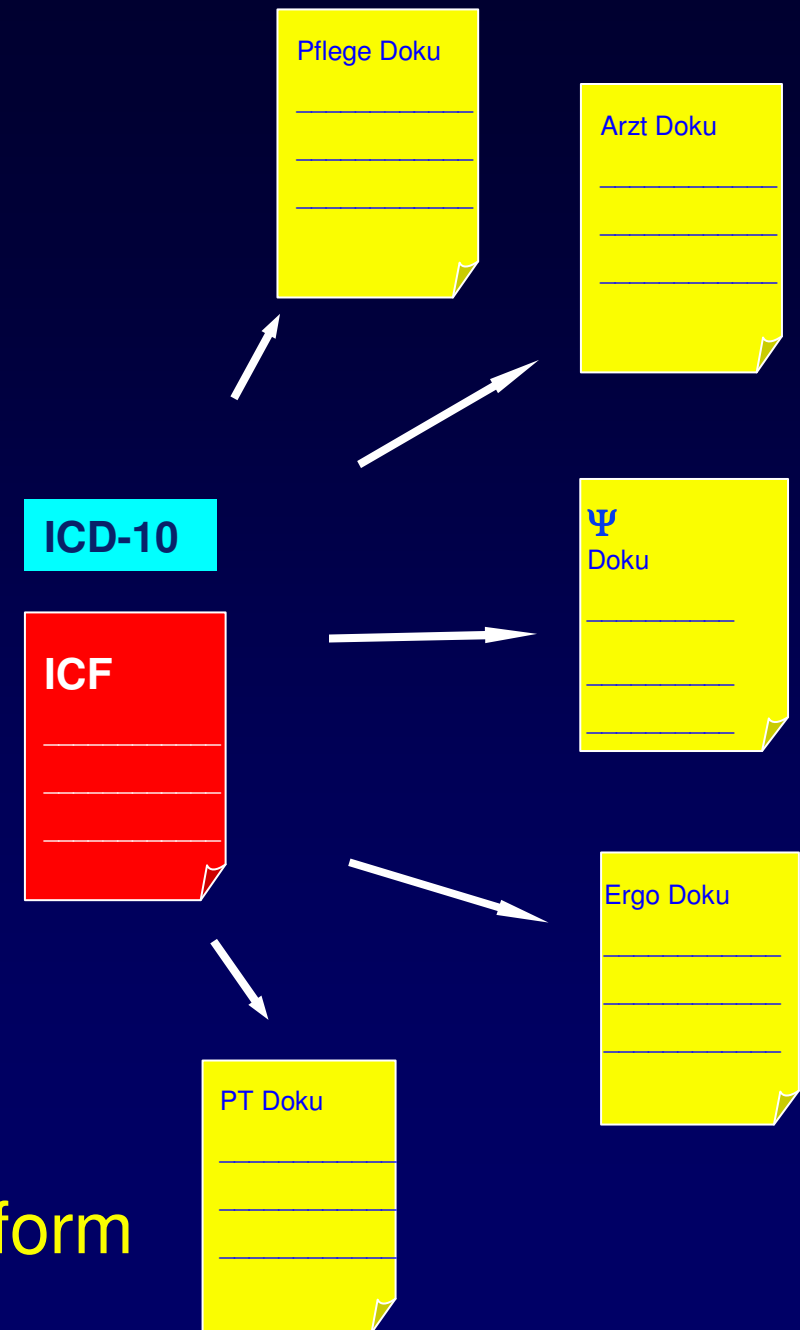 Pflege Doku
Arzt Doku
ICD-10
Ψ
Doku
ICF
Ergo Doku
PT Doku
form